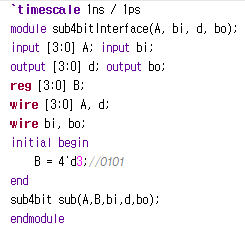 `timescale 1ns / 1ps
module sub4bitInterface(A, bi, d, bo);
input [3:0] A; input bi;
output [3:0] d; output bo;
reg [3:0] B;
wire [3:0] A, d;
wire bi, bo;
initial begin
B = 4'd3;//0101
end
sub4bit sub(A,B,bi,d,bo);
endmodule